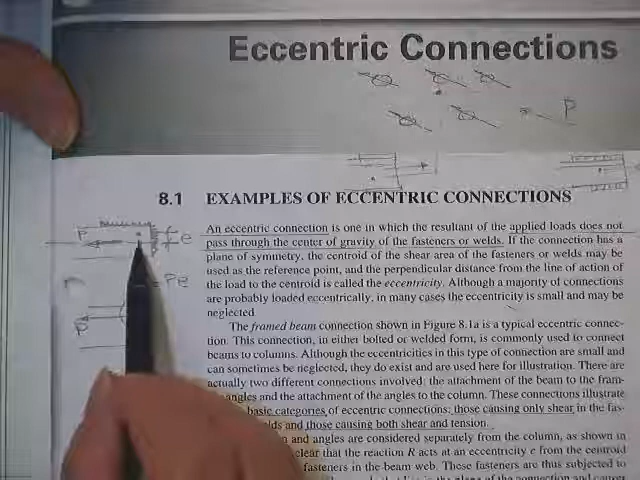 Eccentric Connections
P
8.1 EXAMPLES OF ECCENTRIC CONNECTIONS
An eccentric connection is one in which the resultant of the applied loads does not
pass through the center of gravity of the fasteners or welds. If the connection has a
plane of symmetry, the centroid of the shear area of the fasteners or welds may be
used as the reference point, and the perpendicular distance from the line of action of
the load to the centroid is called the eccentricity. Although a majority of connections
are probably loaded eccentrically, in many cases the eccentricity is small and may be
neglected
The framed beam connection shown in Figure 8.1a is a typical eccentric connec-
tion. This connection, in either bolted or welded form, is commonly used to connect
beams to columns. Although the eccentricities in this type of connection are small and
can sometimes be neglected, they do exist and are used here for illustration. There are
actually two different connections involved: the attachment of the beam to the fram-
angles and the attachment of the angles to the column. These connections illustrate
basic categories of eccentric connections: those causing only shear in the fas-
and those causing both shear and tension.
and angles are considered separately from the column, as shown in
clear that the reaction R acts at an eccentricity e from the centroid
fasteners in the beam web. These fasteners are thus subjected to
P
e
= Pe
P